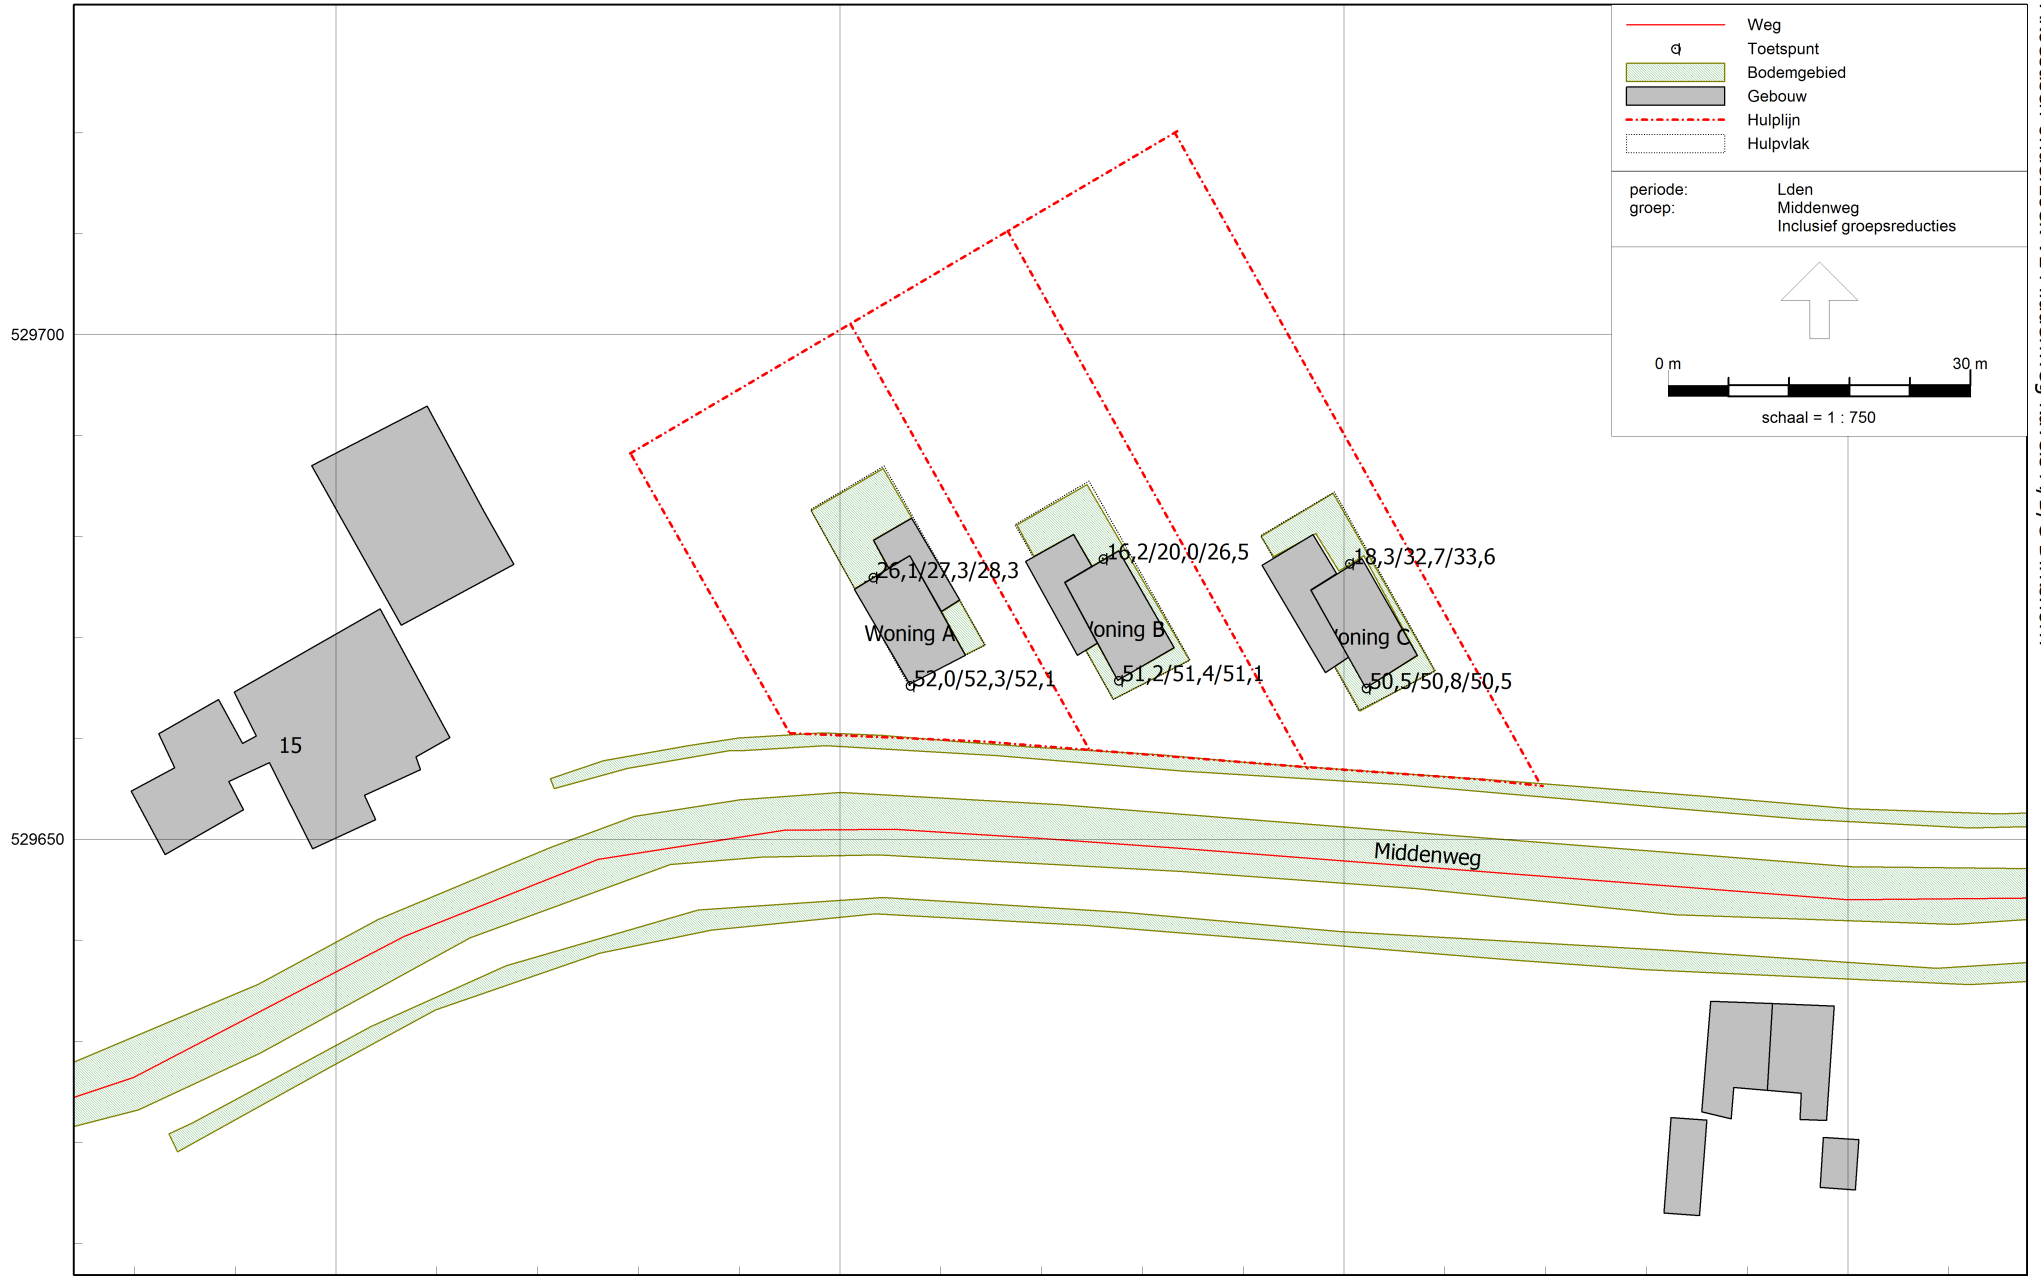 Weg
Toetspunt
Bodemgebied
Gebouw
Hulplijn
Hulpvlak
periode: Lden
groep: Middenweg
Inclusief groepsreducties
0 m 30 m
schaal = 1 : 750
529700
16,2/20,0/26,5
18,3/32,7/33,6
26,1/27,3/28,3
Woning A
oning B
oning C
52,0/52,3/52,1
51,2/51,4/51,1
50,5/50,8/50,5
15
529650
Middenweg